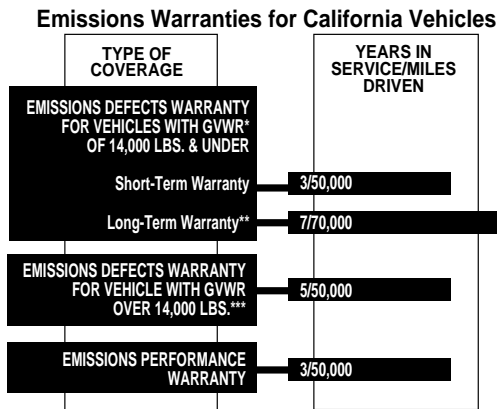 Emissions Warranties for California Vehicles
TYPE OF
COVERAGE
YEARS IN
SERVICE/MILES
DRIVEN
EMISSIONS DEFECTS WARRANTY
FOR VEHICLES WITH GVWR*
OF 14,000 LBS. & UNDER
Short-Term Warranty
3/50,000
Long-Term Warranty**
7/70,000
EMISSIONS DEFECTS WARRANTY
FOR VEHICLE WITH GVWR
OVER 14,000 LBS.***
5/50,000
EMISSIONS PERFORMANCE
WARRANTY
3/50,000